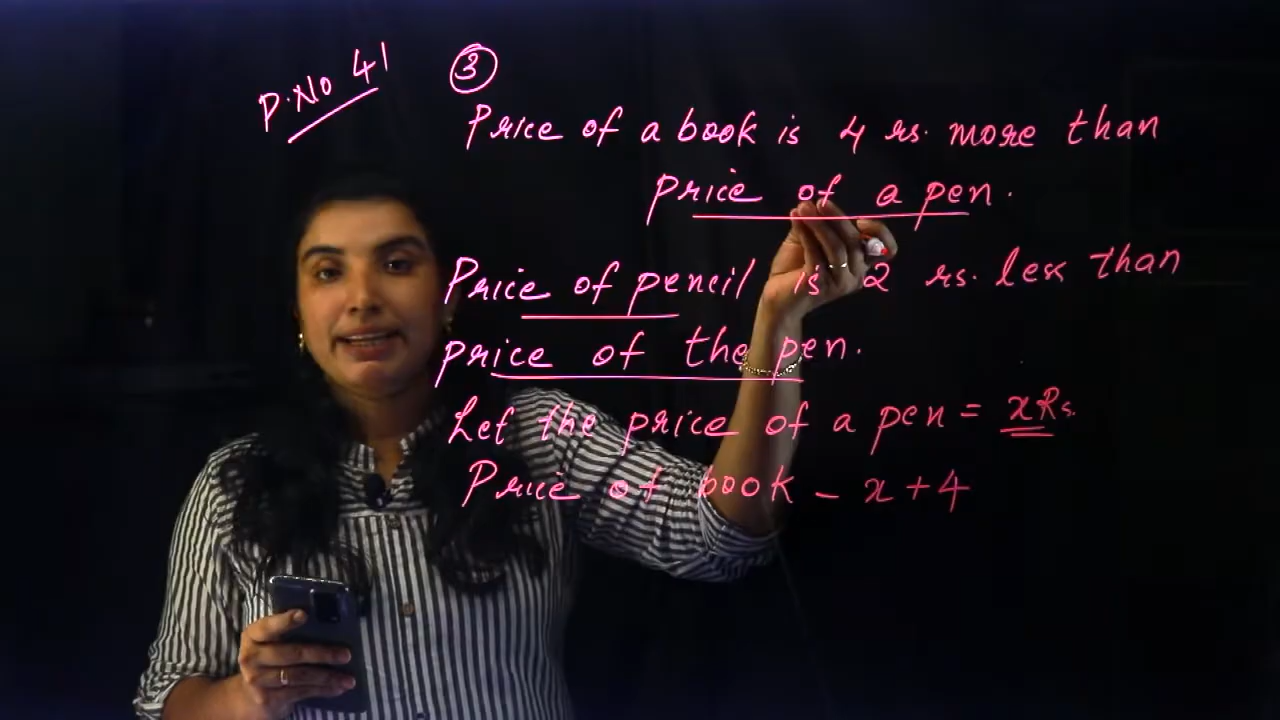 P.No 41
3
Price of a book is 4 rs. more than
price of a pen.
Price of pencil is 2 rs. less than
price of the pen.
Let the price of a pen = x Rs.
Price of book - x + 4